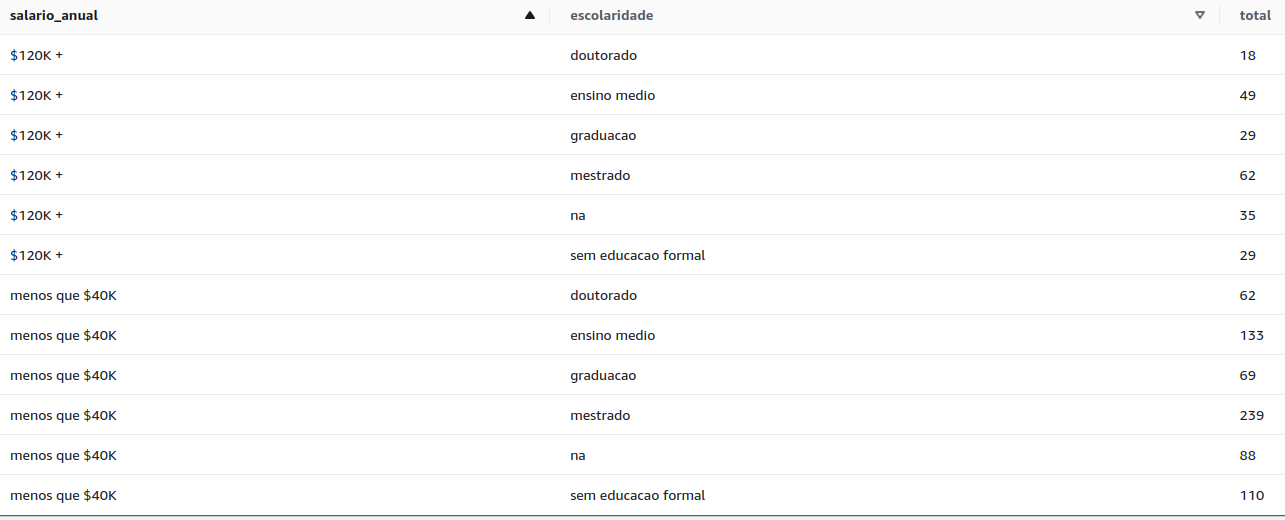 salario_anual escolaridade total
$120K + doutorado 18
$120K + ensino medio 49
$120K + graduacao 29
$120K + mestrado 62
$120K + na 35
$120K + sem educacao formal 29
menos que $40K doutorado 62
menos que $40K ensino medio 133
menos que $40K graduacao 69
menos que $40K mestrado 239
menos que $40K na 88
menos que $40K sem educacao formal 110